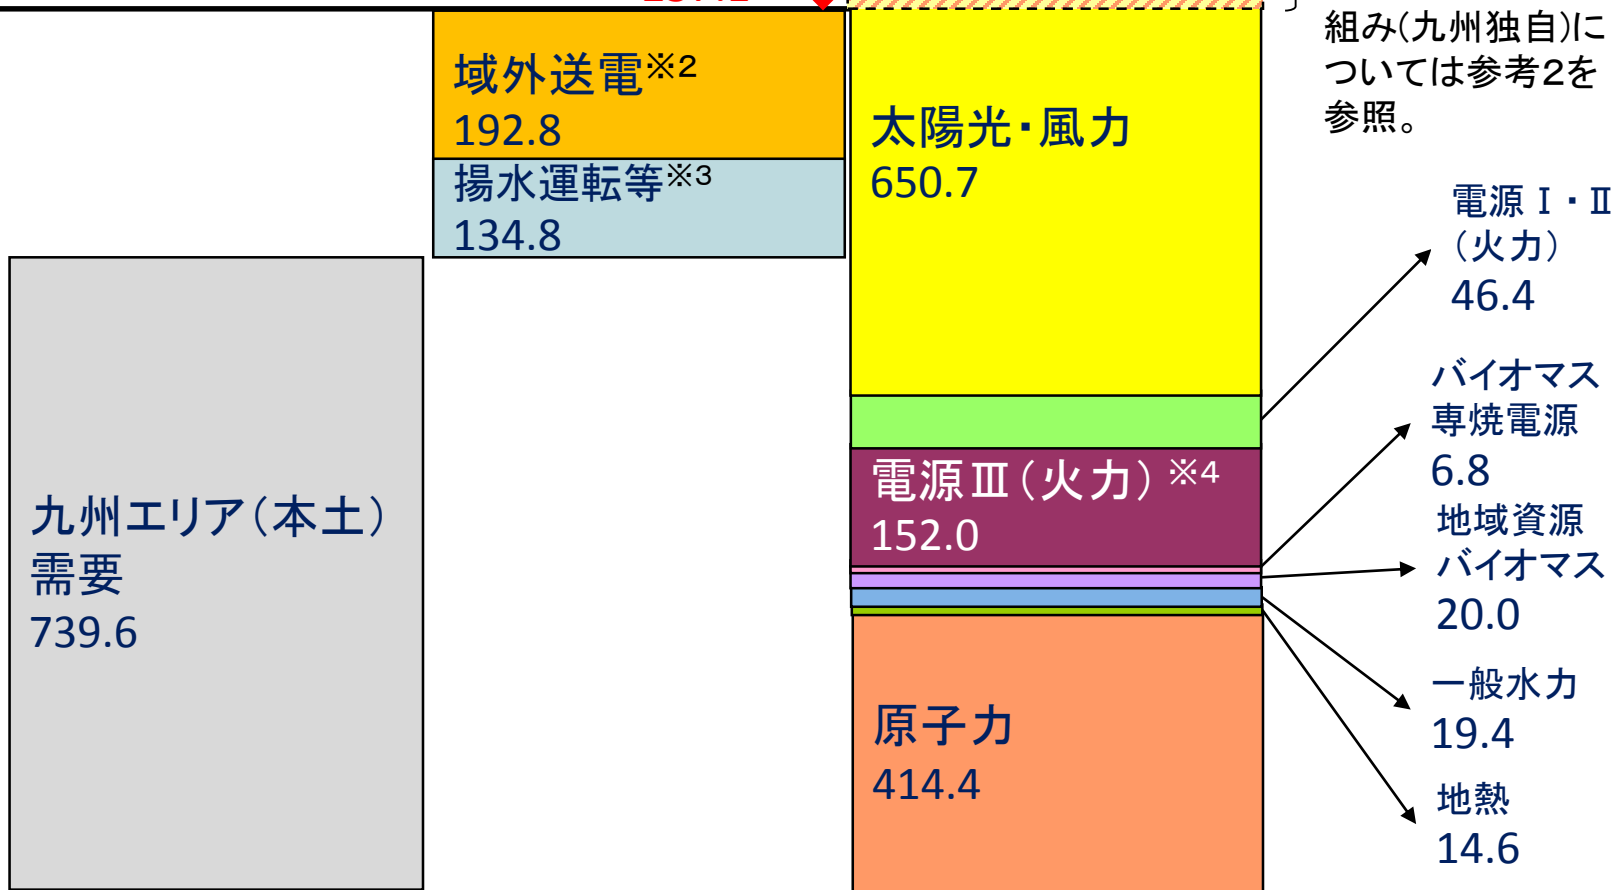 組み(九州独自)に
ついては参考2を
参照。
域外送電※2
192.8
揚水運転等※3
134.8
太陽光・風力
650.7
電源Ⅰ・Ⅱ
（火力）
46.4
バイオマス
専焼電源
6.8
電源Ⅲ（火力）※4
152.0
地域資源
バイオマス
20.0
九州エリア（本土）
需要
739.6
一般水力
19.4
原子力
414.4
地熱
14.6